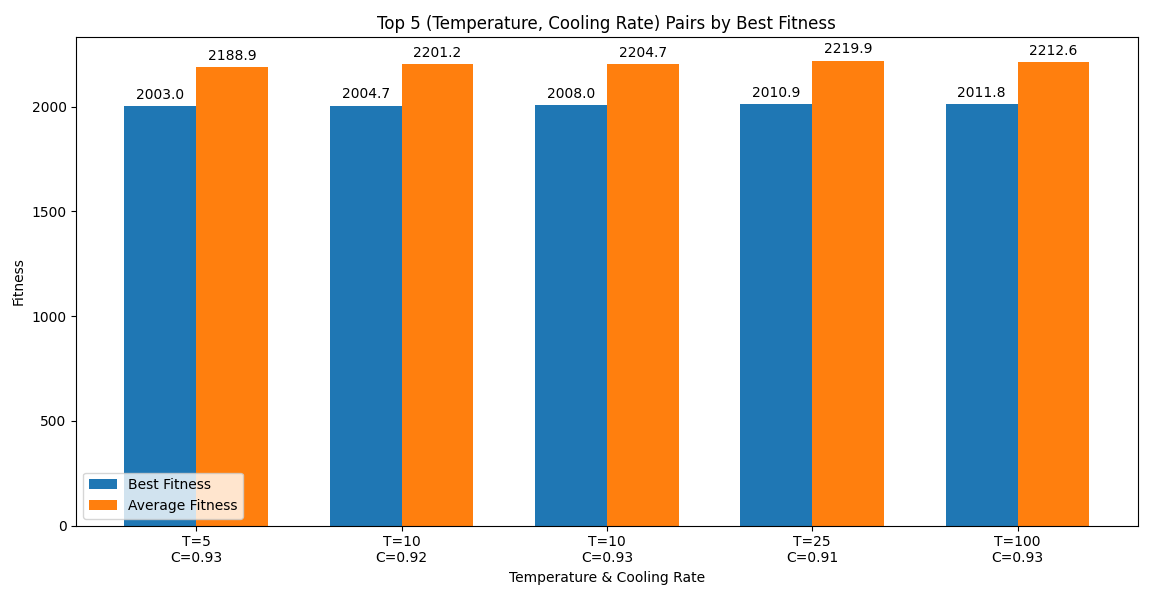 Top 5 (Temperature, Cooling Rate) Pairs by Best Fitness
2003.0
2188.9
2004.7
2201.2
2008.0
2204.7
2010.9
2219.9
2011.8
2212.6
Fitness
2000
1500
1000
500
0
Best Fitness
Average Fitness
T=5
C=0.93
T=10
C=0.92
T=10
C=0.93
T=25
C=0.91
T=100
C=0.93
Temperature & Cooling Rate